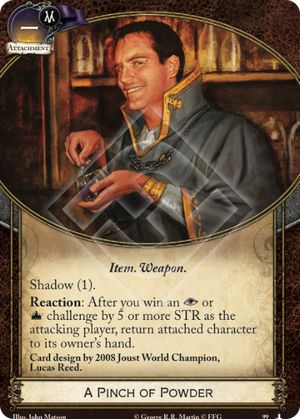 –
ATTACHMENT
Item. Weapon.
Shadow (1).
Reaction: After you win an or
challenge by 5 or more STR as the
attacking player, return attached character
to its owner's hand.
Card design by 2008 Joust World Champion,
Lucas Reed.
A PINCH OF POWDER
Illus. John Matson © George R.R. Martin © FFG 99